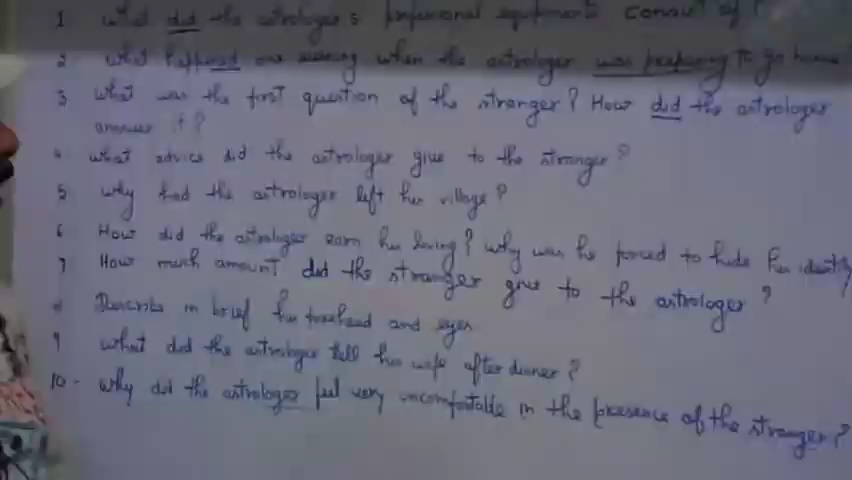 1 What did the astrologer's professional equipments consist of?
2 What happened one evening when the astrologer was preparing to go home
3 What was the first question of the stranger? How did the astrologer
answer it?
4 what advice did the astrologer give to the stranger?
5 why had the astrologer left his village?
6 How did the astrologer earn his living? why was he forced to hide his identity
7 How much amount did the stranger give to the astrologer?
8 Describe in brief his forehead and eyes
9 what did the astrologer tell his wife after dinner?
10- why did the astrologer feel very uncomfortable in the presence of the stranger?